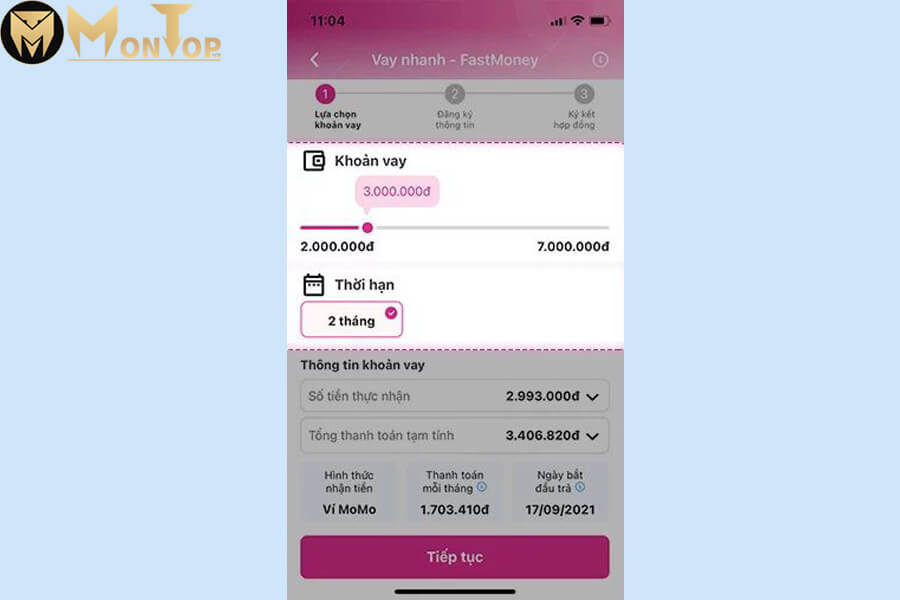 MONTOP.VN
11:04
Vay nhanh - FastMoney
1
2
3
Lựa chọn
khoản vay
Đăng ký
thông tin
Ký kết
hợp đồng
Khoản vay
3.000.000đ
2.000.000đ
7.000.000đ
Thời hạn
2 tháng
Thông tin khoản vay
Số tiền thực nhận
2.993.000đ
Tổng thanh toán tạm tính
3.406.820đ
Hình thức
nhận tiền
Ví MoMo
Thanh toán
mỗi tháng
1.703.410đ
Ngày bắt
đầu trả
17/09/2021
Tiếp tục